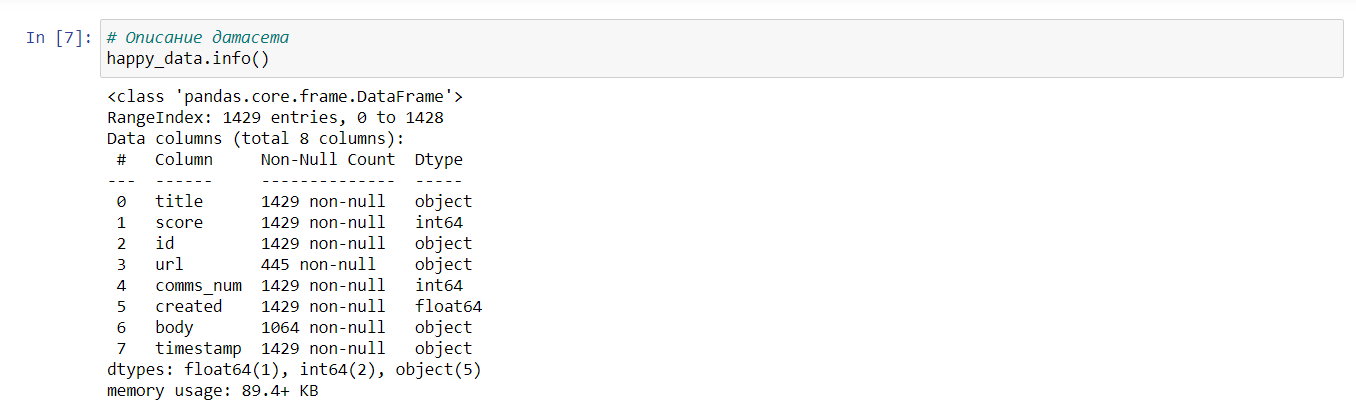 In [7]: # Описание датасета
happy_data.info()
<class 'pandas.core.frame.DataFrame'>
RangeIndex: 1429 entries, 0 to 1428
Data columns (total 8 columns):
 #   Column     Non-Null Count  Dtype
---  ------     --------------  -----
 0   title      1429 non-null   object
 1   score      1429 non-null   int64
 2   id         1429 non-null   object
 3   url        445 non-null    object
 4   comms_num  1429 non-null   int64
 5   created    1429 non-null   float64
 6   body       1064 non-null   object
 7   timestamp  1429 non-null   object
dtypes: float64(1), int64(2), object(5)
memory usage: 89.4+ KB